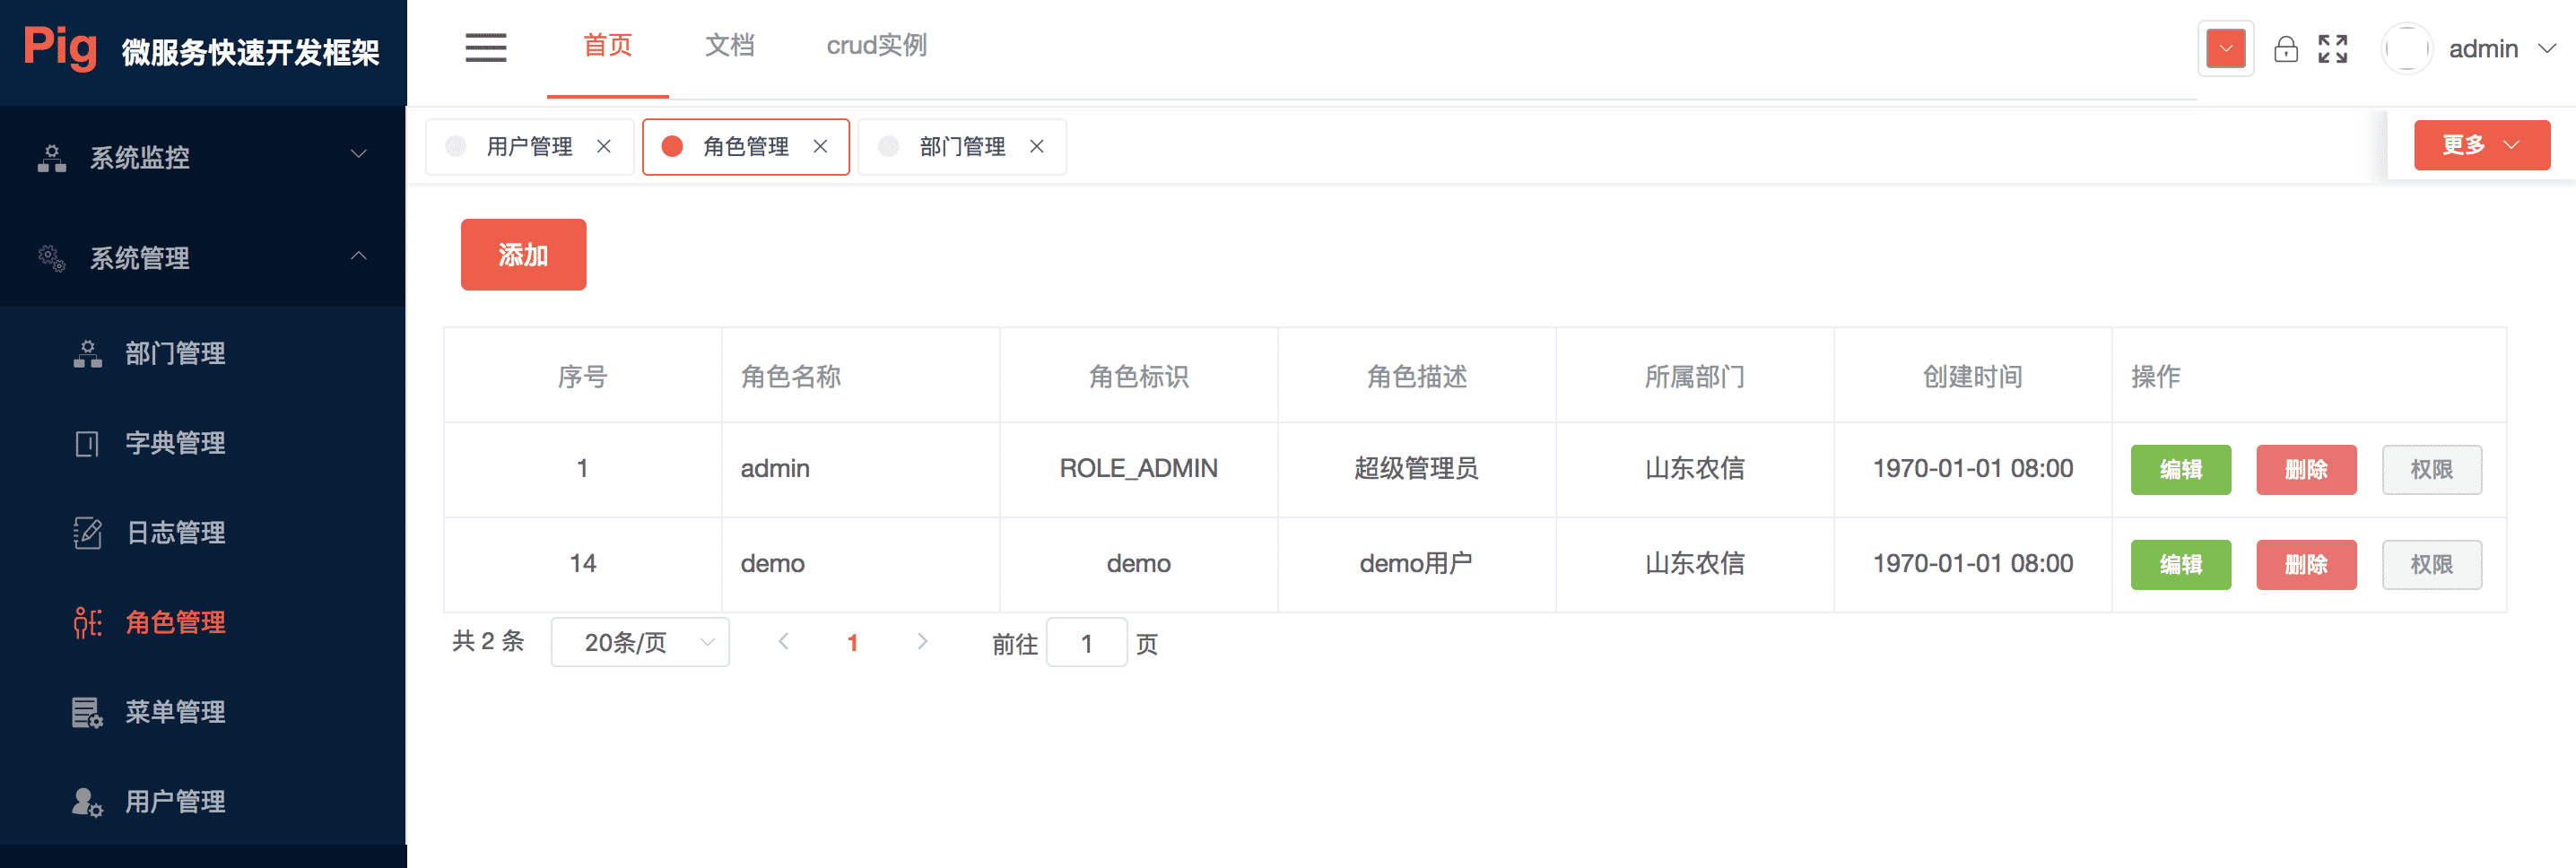 Pig 微服务快速开发框架
首页 文档 crud实例
admin
用户管理 角色管理 部门管理
更多
系统监控
系统管理
部门管理
字典管理
日志管理
角色管理
菜单管理
用户管理
添加
序号 角色名称 角色标识 角色描述 所属部门 创建时间 操作
1 admin ROLE_ADMIN 超级管理员 山东农信 1970-01-01 08:00 编辑 删除 权限
14 demo demo demo用户 山东农信 1970-01-01 08:00 编辑 删除 权限
共 2 条 20条/页 1 前往 1 页